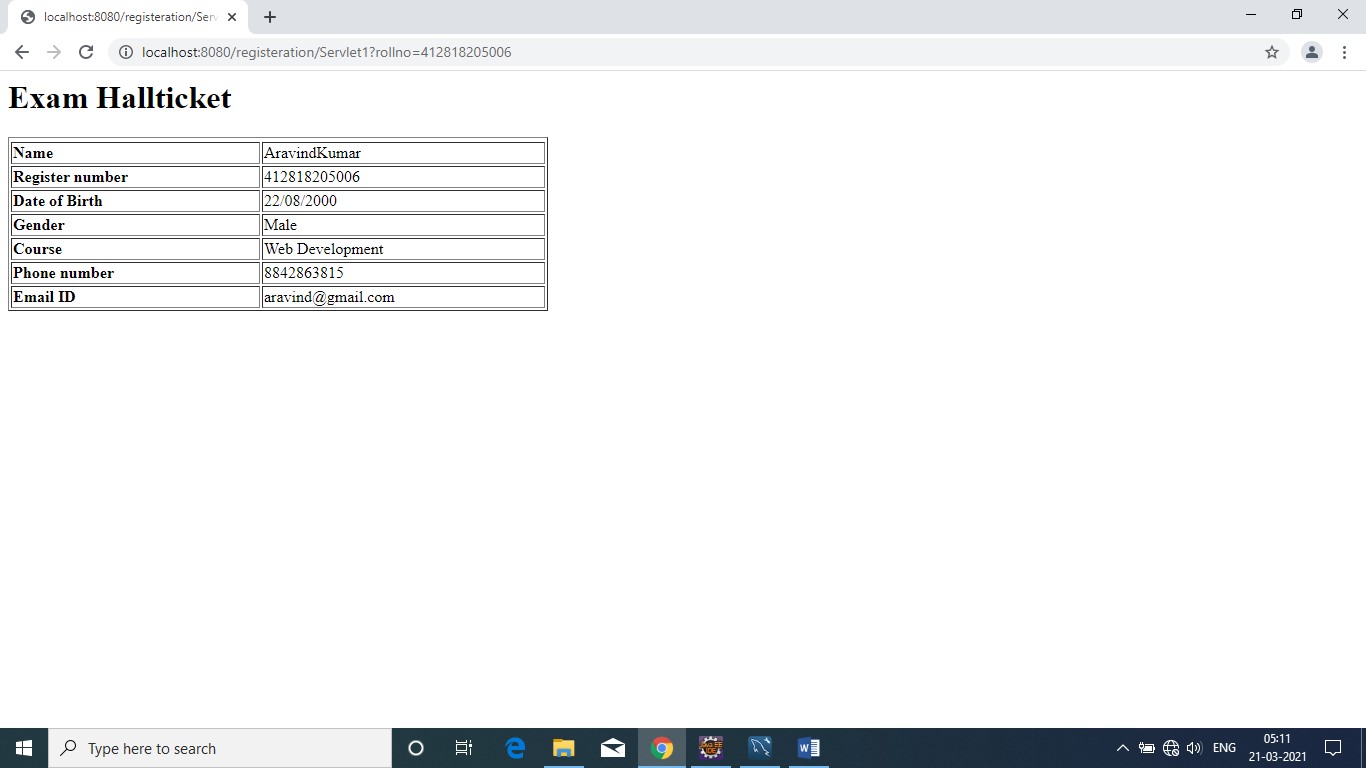 localhost:8080/registeration/Serv
localhost:8080/registeration/Servlet1?rollno=412818205006
Exam Hallticket
Name AravindKumar
Register number 412818205006
Date of Birth 22/08/2000
Gender Male
Course Web Development
Phone number 8842863815
Email ID aravind@gmail.com
Type here to search
ENG
05:11
21-03-2021